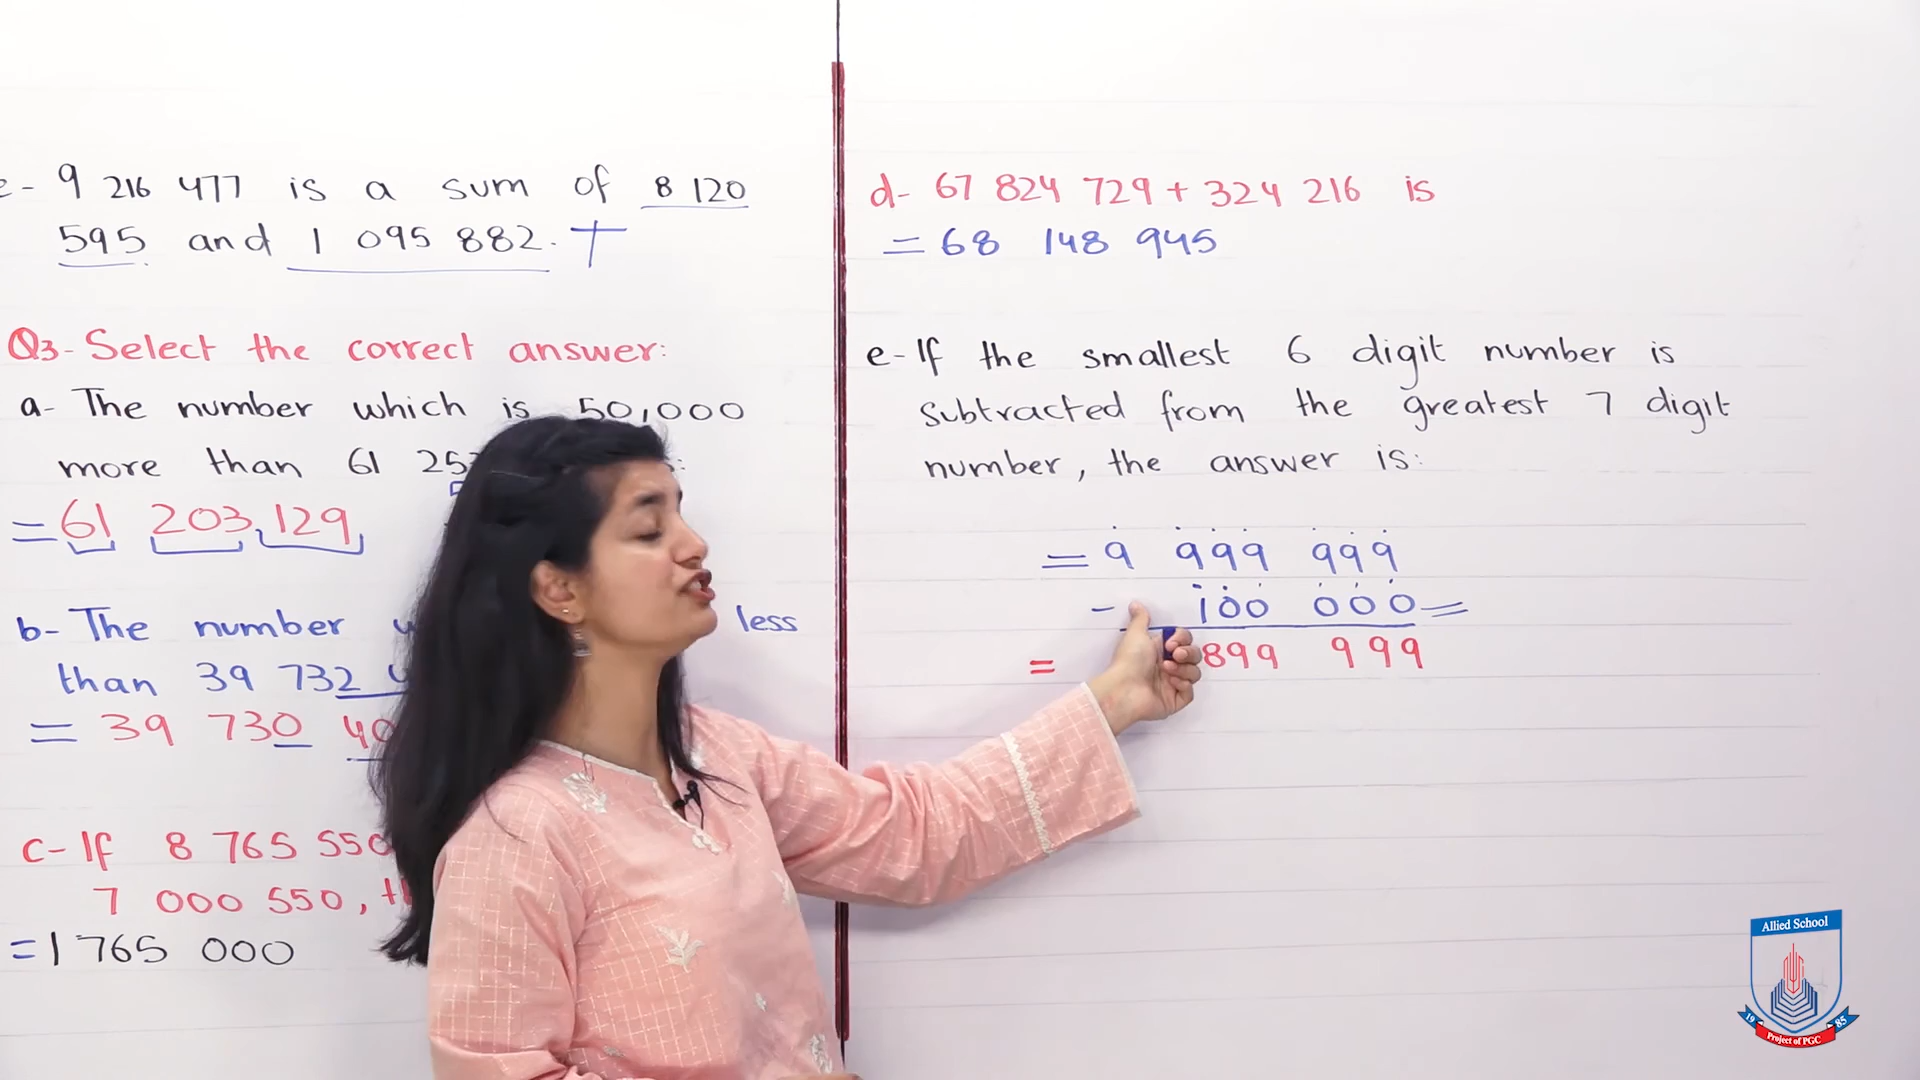 - 9 216 477 is a sum of 8 120
595 and 1 095 882. T
Q3- Select the correct answer:
a- The number which is 50,000
more than 61 25
= 61 203,129
b- The number less
than 39 732
= 39 730 40
c- If 8 765 550
7 000 550,
= 1 765 000
d- 67 824 729 + 324 216 is
= 68 148 945
e- If the smallest 6 digit number is
subtracted from the greatest 7 digit
number, the answer is:
= 9 999 999
- 100 000 =
= 899 999
Allied School
19 85
Project of PGC